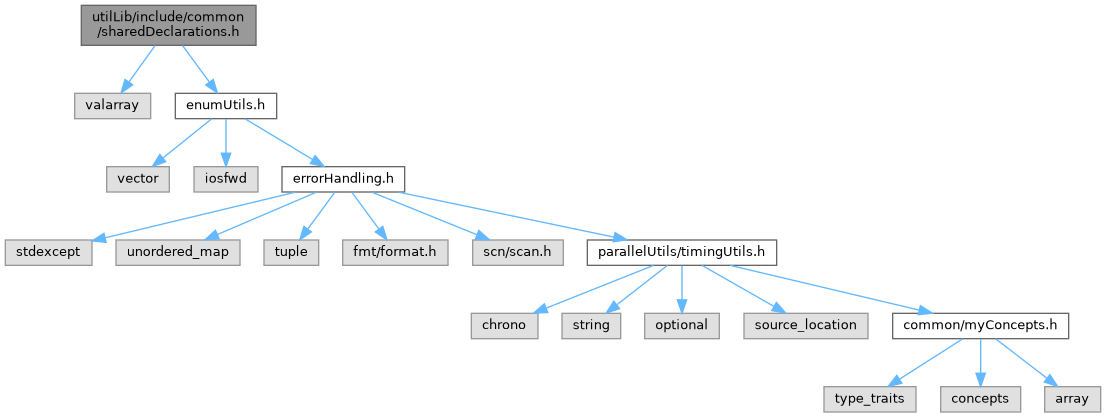 utilLib/include/common
/sharedDeclarations.h
valarray
enumUtils.h
vector
iosfwd
errorHandling.h
stdexcept
unordered_map
tuple
fmt/format.h
scn/scan.h
parallelUtils/timingUtils.h
chrono
string
optional
source_location
common/myConcepts.h
type_traits
concepts
array